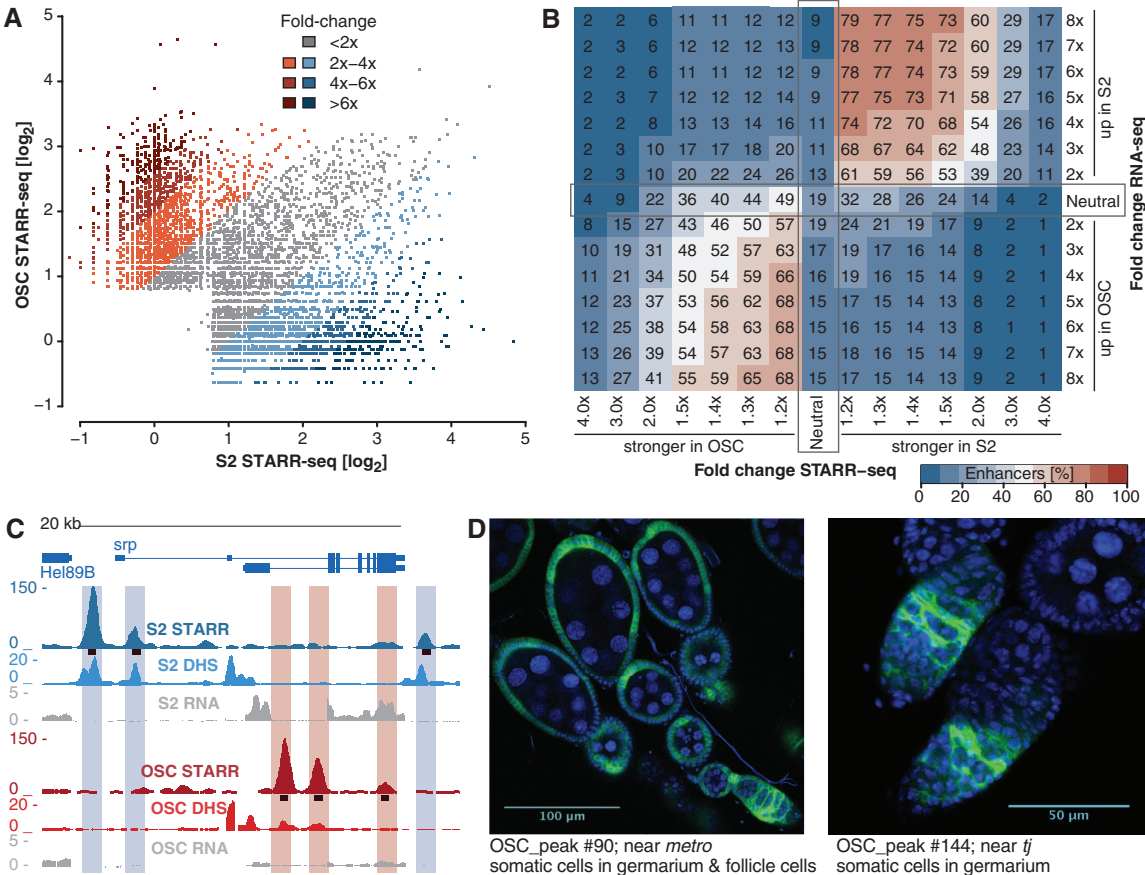 A
Fold-change
<2x
2x–4x
4x–6x
>6x
OSC STARR-seq [log2]
5
4
3
2
1
0
−1
−1 0 1 2 3 4 5
S2 STARR-seq [log2]
B
2 2 6 11 11 12 12 9 79 77 75 73 60 29 17 8x
2 3 6 12 12 12 13 9 78 77 74 72 60 29 17 7x
2 2 6 11 11 12 12 9 78 77 74 73 59 29 17 6x
2 3 7 12 12 12 14 9 77 75 73 71 58 27 16 5x
2 2 8 13 13 13 14 11 74 72 70 68 54 26 16 4x
2 3 10 17 17 18 20 11 68 67 64 62 48 23 14 3x
2 3 10 20 22 24 26 13 61 59 56 53 39 20 11 2x
4 9 22 36 40 44 49 19 32 28 26 24 14 4 2 Neutral
8 15 27 43 46 50 57 19 24 21 19 17 9 2 1 2x
10 19 31 48 52 57 63 17 19 17 16 14 9 2 1 3x
11 21 34 50 54 59 66 16 19 16 15 14 8 2 1 4x
12 23 37 53 56 62 68 15 17 15 14 13 8 2 1 5x
12 25 38 54 58 63 68 15 16 15 14 13 8 1 1 6x
13 26 39 54 57 63 68 15 18 16 15 14 9 2 1 7x
13 27 41 55 59 65 68 15 17 15 14 13 9 2 1 8x
up in S2
up in OSC
Fold change RNA-seq
4.0x 3.0x 2.0x 1.5x 1.4x 1.3x 1.2x Neutral 1.2x 1.3x 1.4x 1.5x 2.0x 3.0x 4.0x
stronger in OSC
stronger in S2
Fold change STARR−seq
Enhancers [%]
0 20 40 60 80 100
C
20 kb
srp
Hel89B
150 -
S2 STARR
0 _
20 -
S2 DHS
0 _
5 -
S2 RNA
0 _
150 -
OSC STARR
0 _
20 -
OSC DHS
0 _
5 -
OSC RNA
0 _
D
100 µm
50 µm
OSC_peak #90; near metro
somatic cells in germarium & follicle cells
OSC_peak #144; near tj
somatic cells in germarium